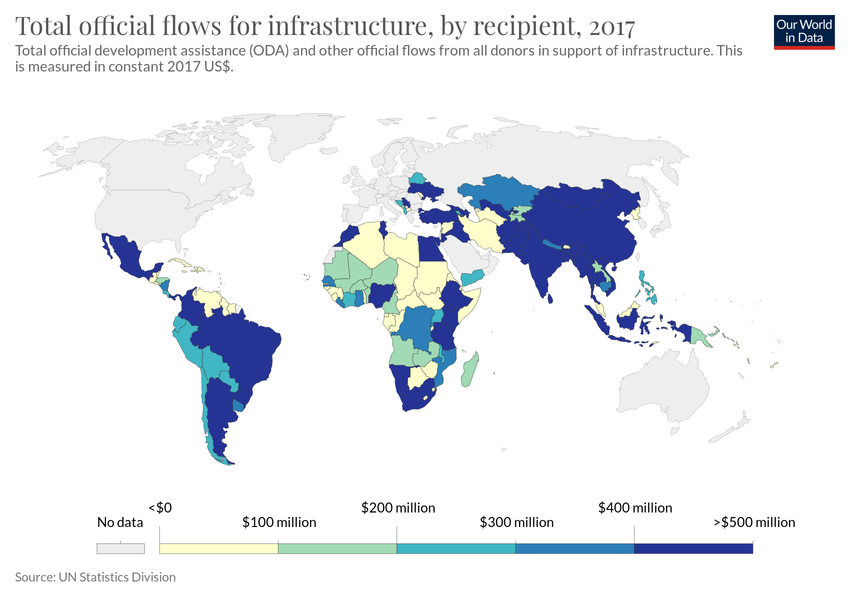 Total official flows for infrastructure, by recipient, 2017
Our World
in Data
Total official development assistance (ODA) and other official flows from all donors in support of infrastructure. This
is measured in constant 2017 US$.
<$0
$200 million
$400 million
No data
$100 million
$300 million
>$500 million
Source: UN Statistics Division